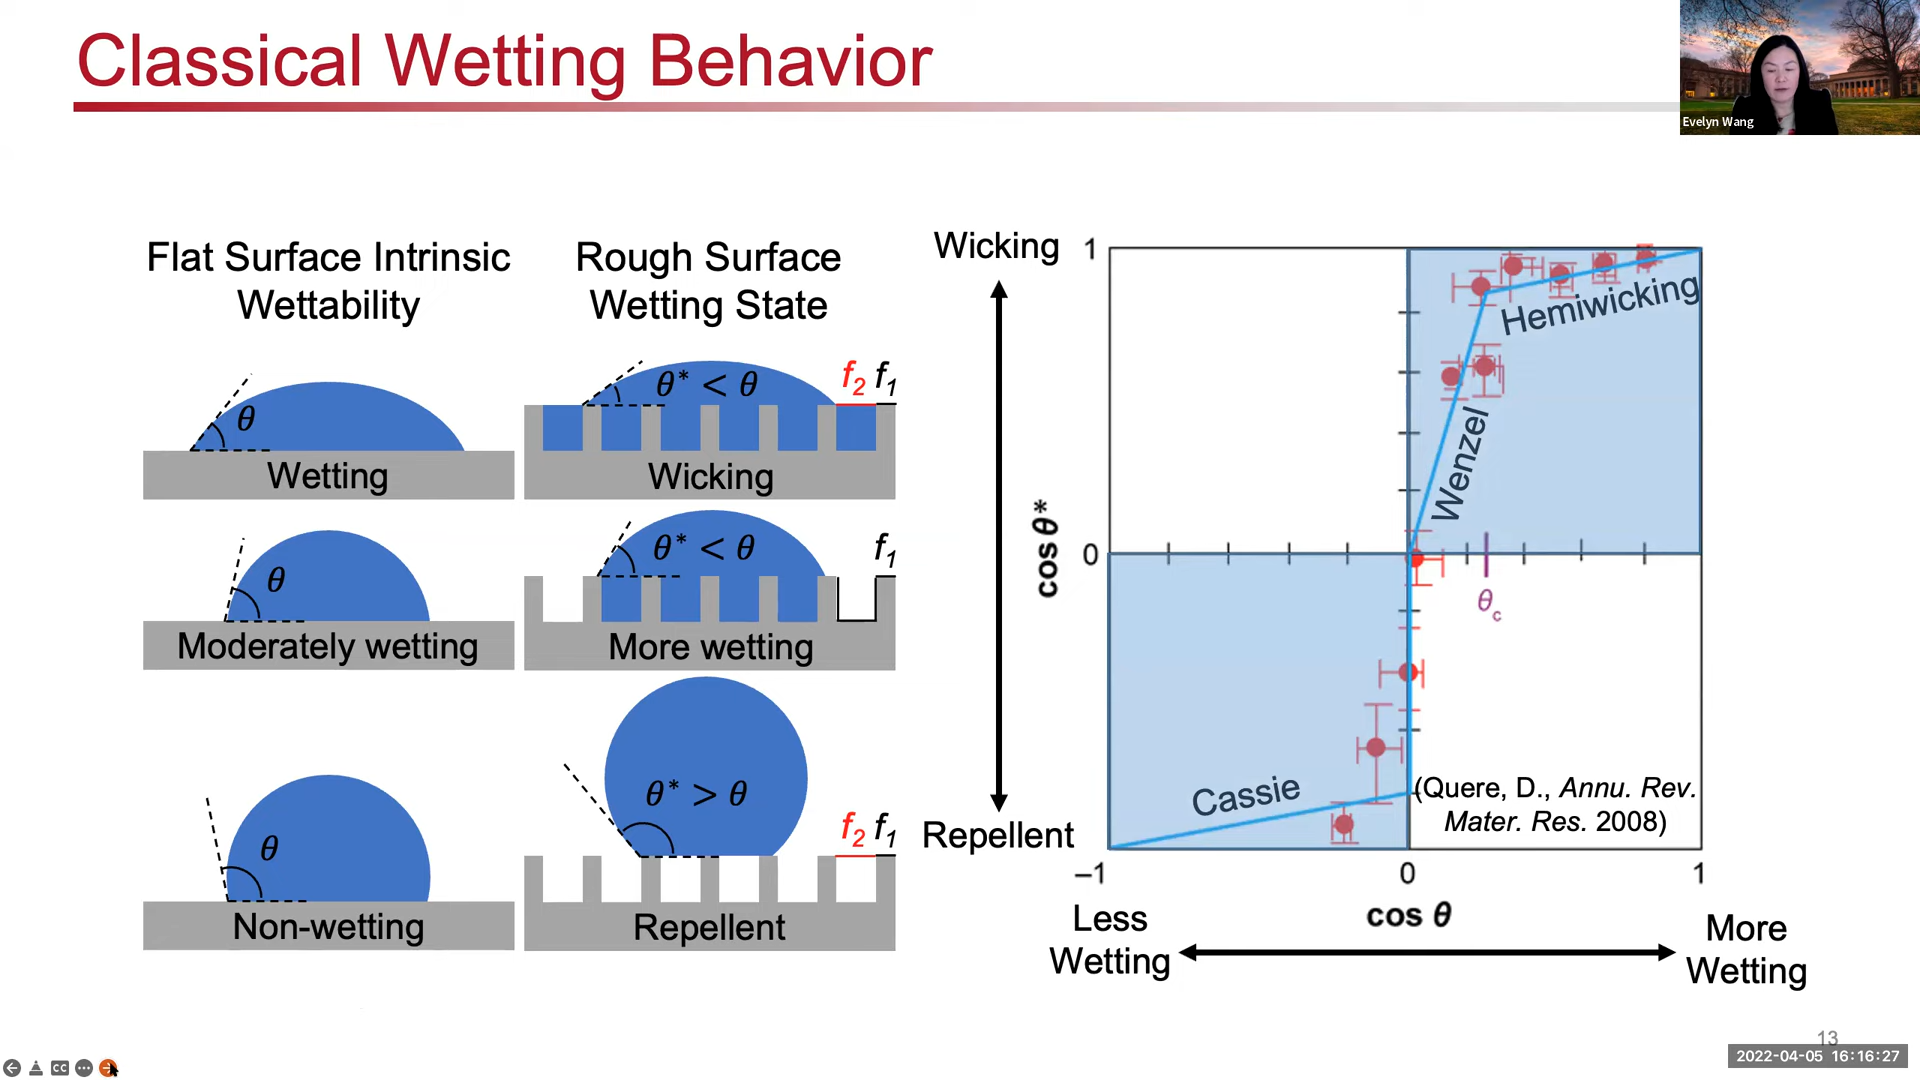 Classical Wetting Behavior
Evelyn Wang
Flat Surface Intrinsic
Wettability
Rough Surface
Wetting State
θ
Wetting
θ* < θ
f2 f1
Wicking
θ
Moderately wetting
θ* < θ
f1
More wetting
θ
Non-wetting
θ* > θ
f2 f1
Repellent
Wicking
Repellent
1
0
cos θ*
Hemiwicking
Wenzel
θc
Cassie
(Quere, D., Annu. Rev.
Mater. Res. 2008)
–1
0
1
cos θ
Less
Wetting
More
Wetting
13
2022-04-05 16:16:27
CC